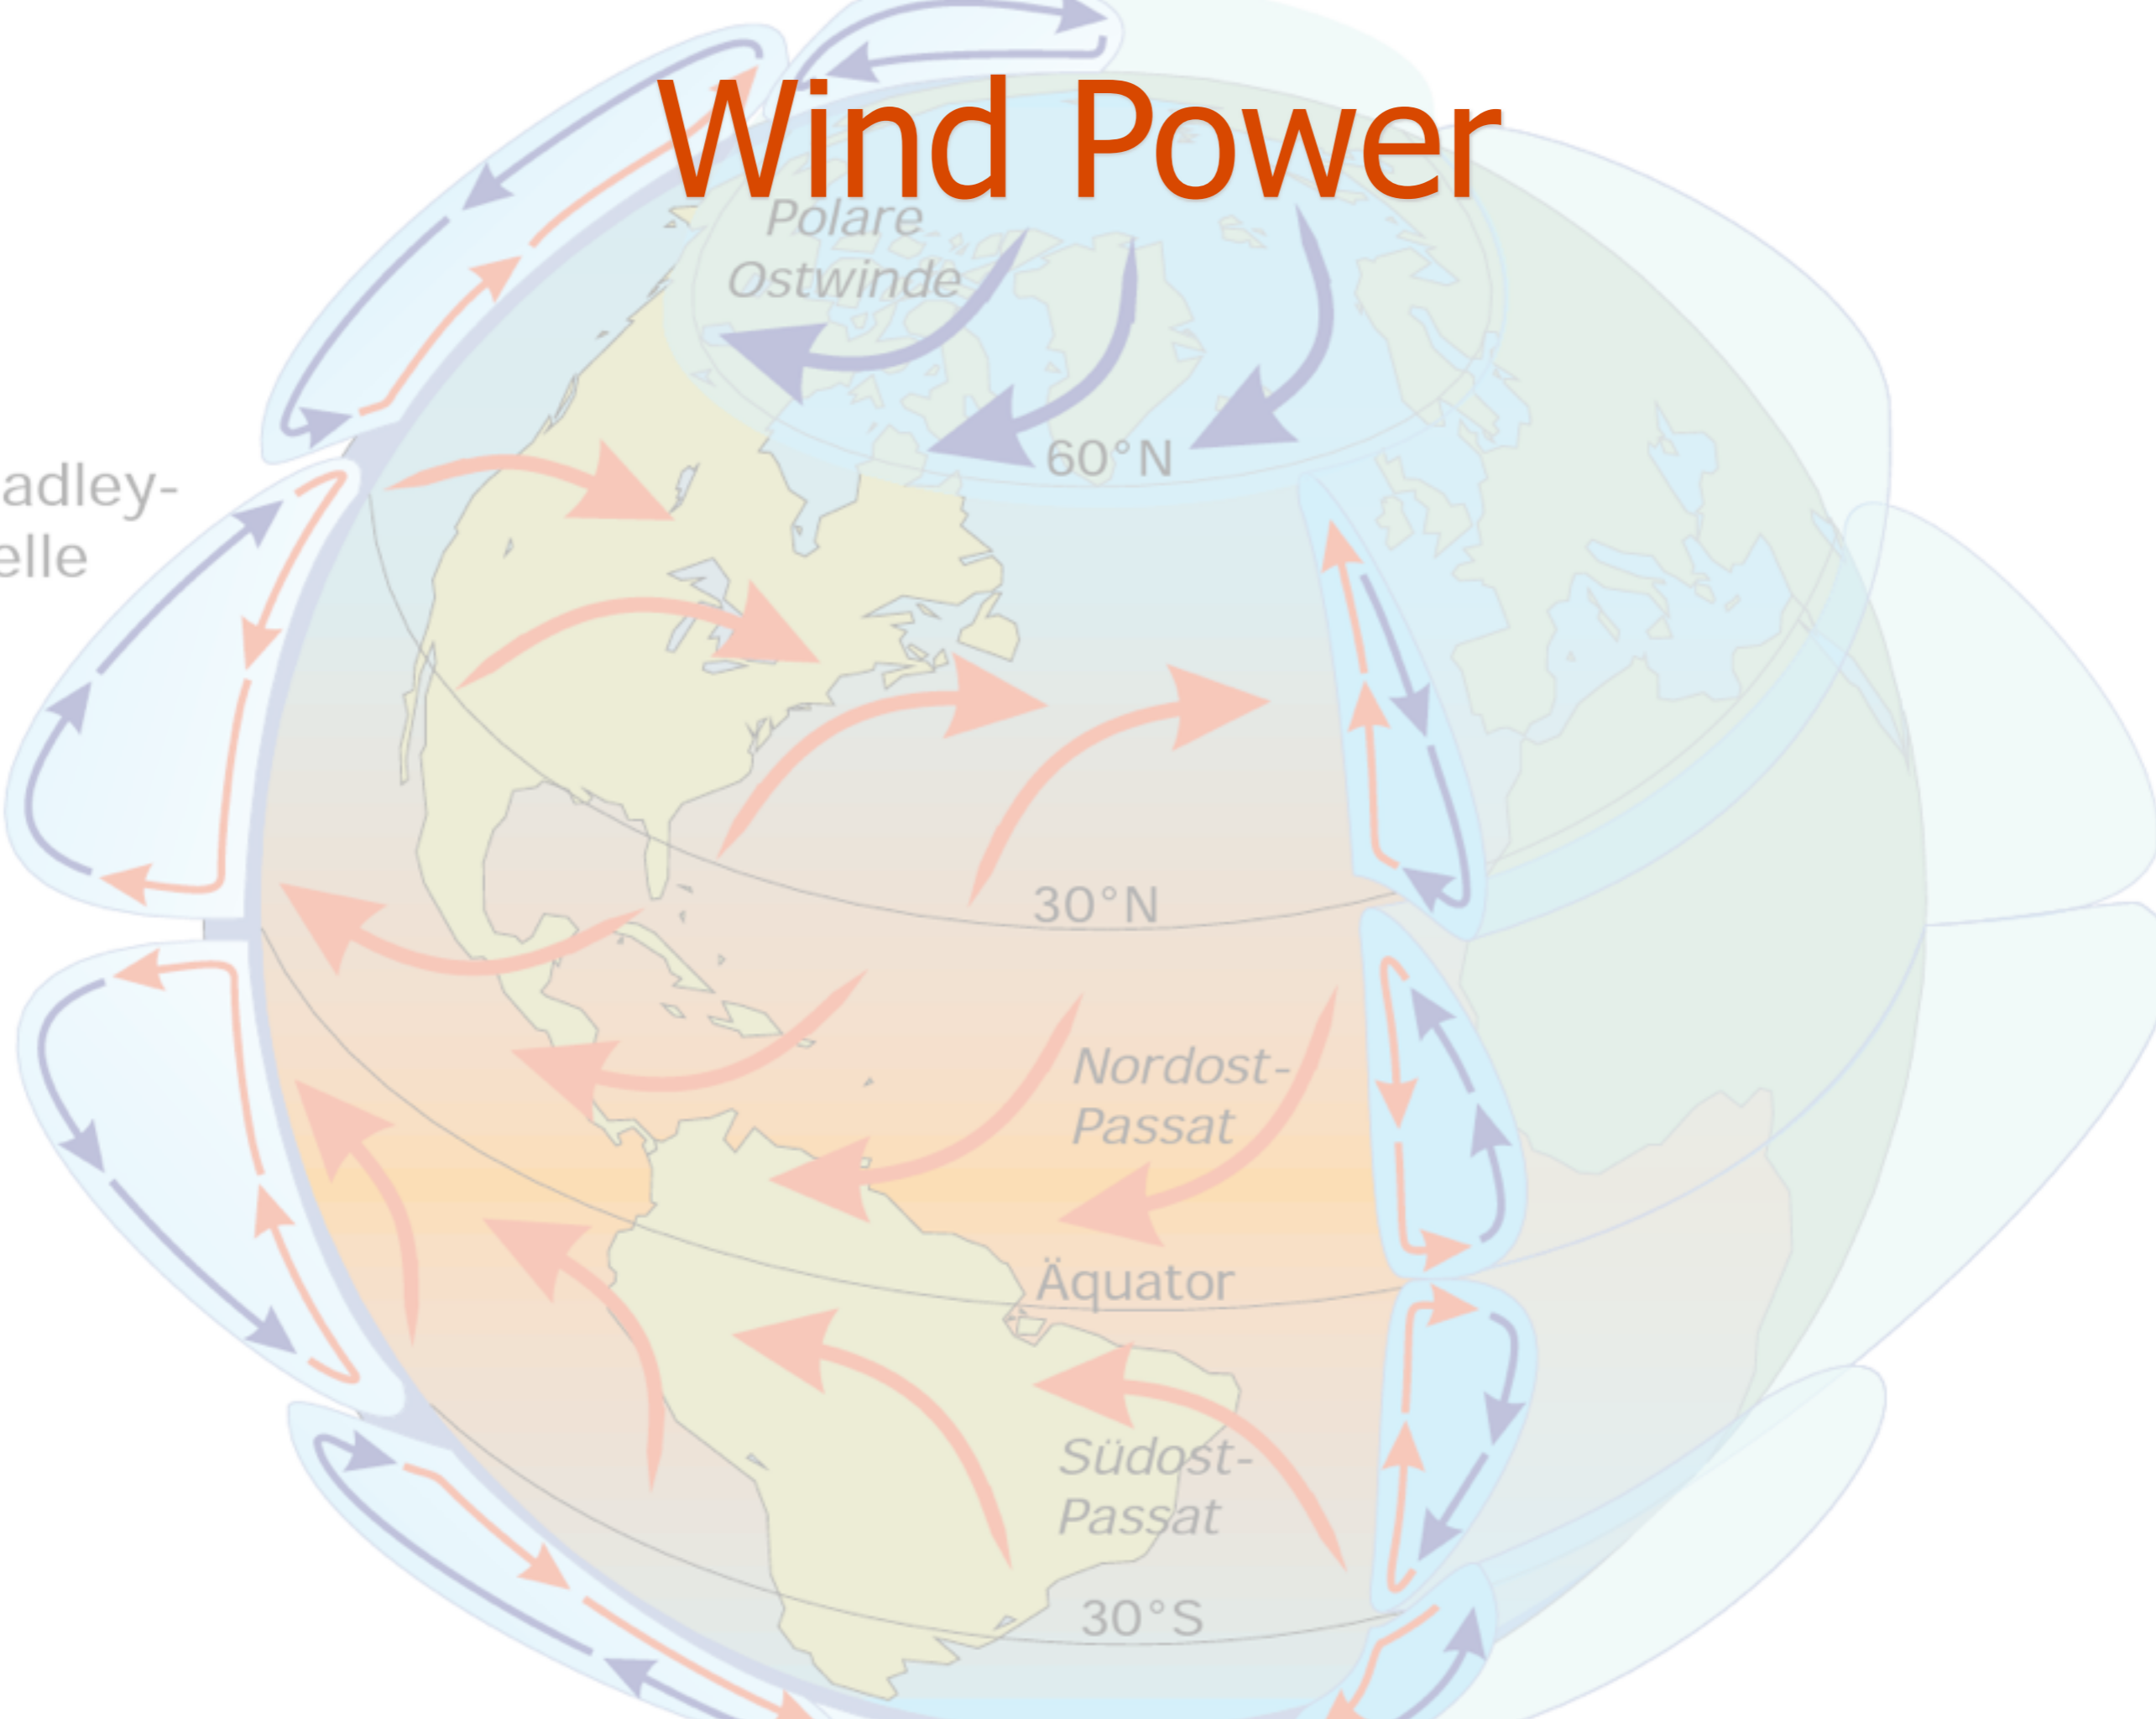 Wind Power
Polare
Ostwinde
60°N
adley-
elle
30°N
Nordost-
Passat
Äquator
Südost-
Passat
30°S